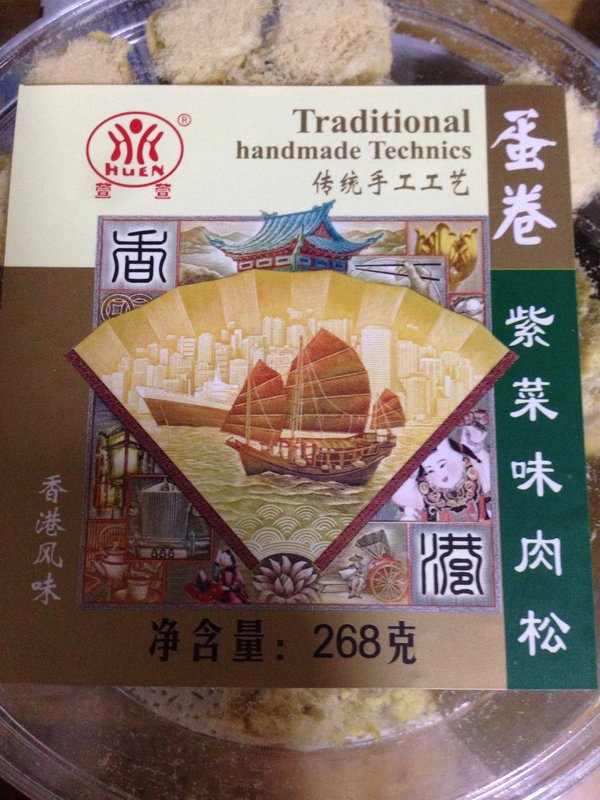 HUEN
®
萱萱
Traditional
handmade Technics
传统手工工艺
蛋卷
紫菜味肉松
香
港
香港风味
净含量：268克